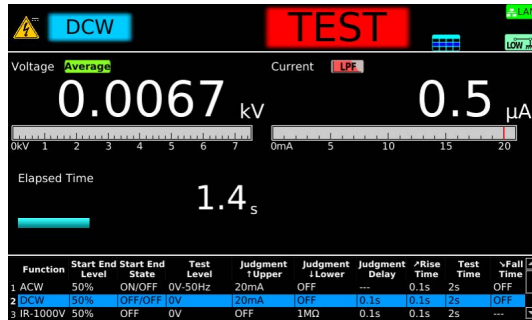 DCW TEST LAN
LOW
Voltage Average Current LPF
0.0067 kV 0.5 µA
0kV 1 2 3 4 5 6 7 0mA 5 10 15 20
Elapsed Time
1.4 s
Function Start End Level Start End State Test Level Judgment ↑Upper Judgment ↓Lower Judgment Delay ↗Rise Time Test Time ↘Fall Time
1 ACW 50% ON/OFF 0V-50Hz 20mA OFF --- 0.1s 2s OFF
2 DCW 50% OFF/OFF 0V 20mA OFF 0.1s 0.1s 2s OFF
3 IR-1000V 50% OFF 0V OFF 1MΩ 0.1s 0.1s 2s ---